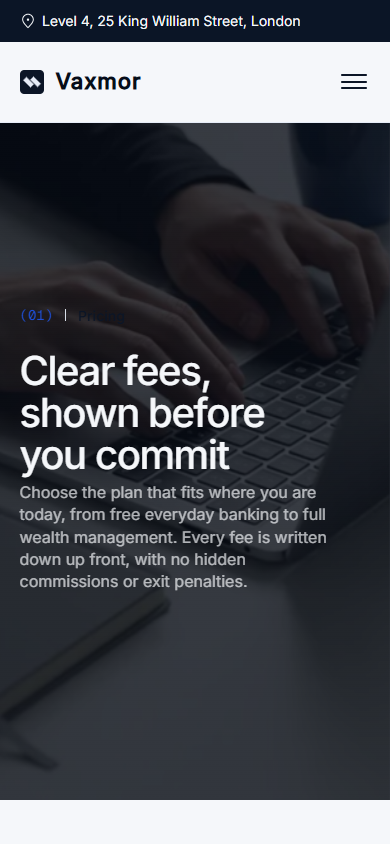 Level 4, 25 King William Street, London
Vaxmor
(01) | Pricing
Clear fees,
shown before
you commit
Choose the plan that fits where you are
today, from free everyday banking to full
wealth management. Every fee is written
down up front, with no hidden
commissions or exit penalties.